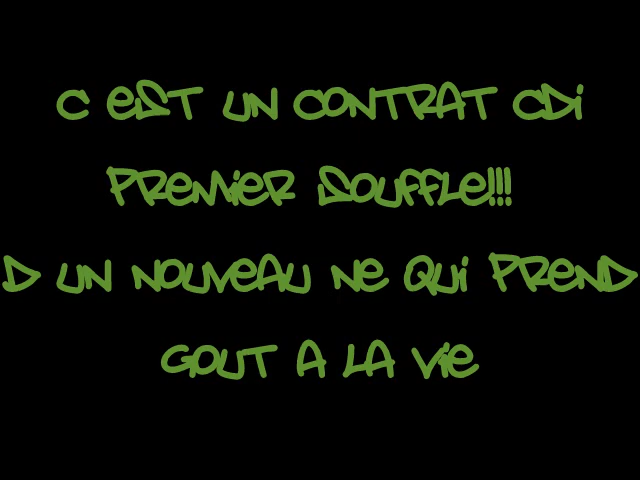 C EST UN CONTRAT CDI
PREMIER SOUFFLE!!!
D UN NOUVEAU NE QUI PREND
GOUT A LA VIE